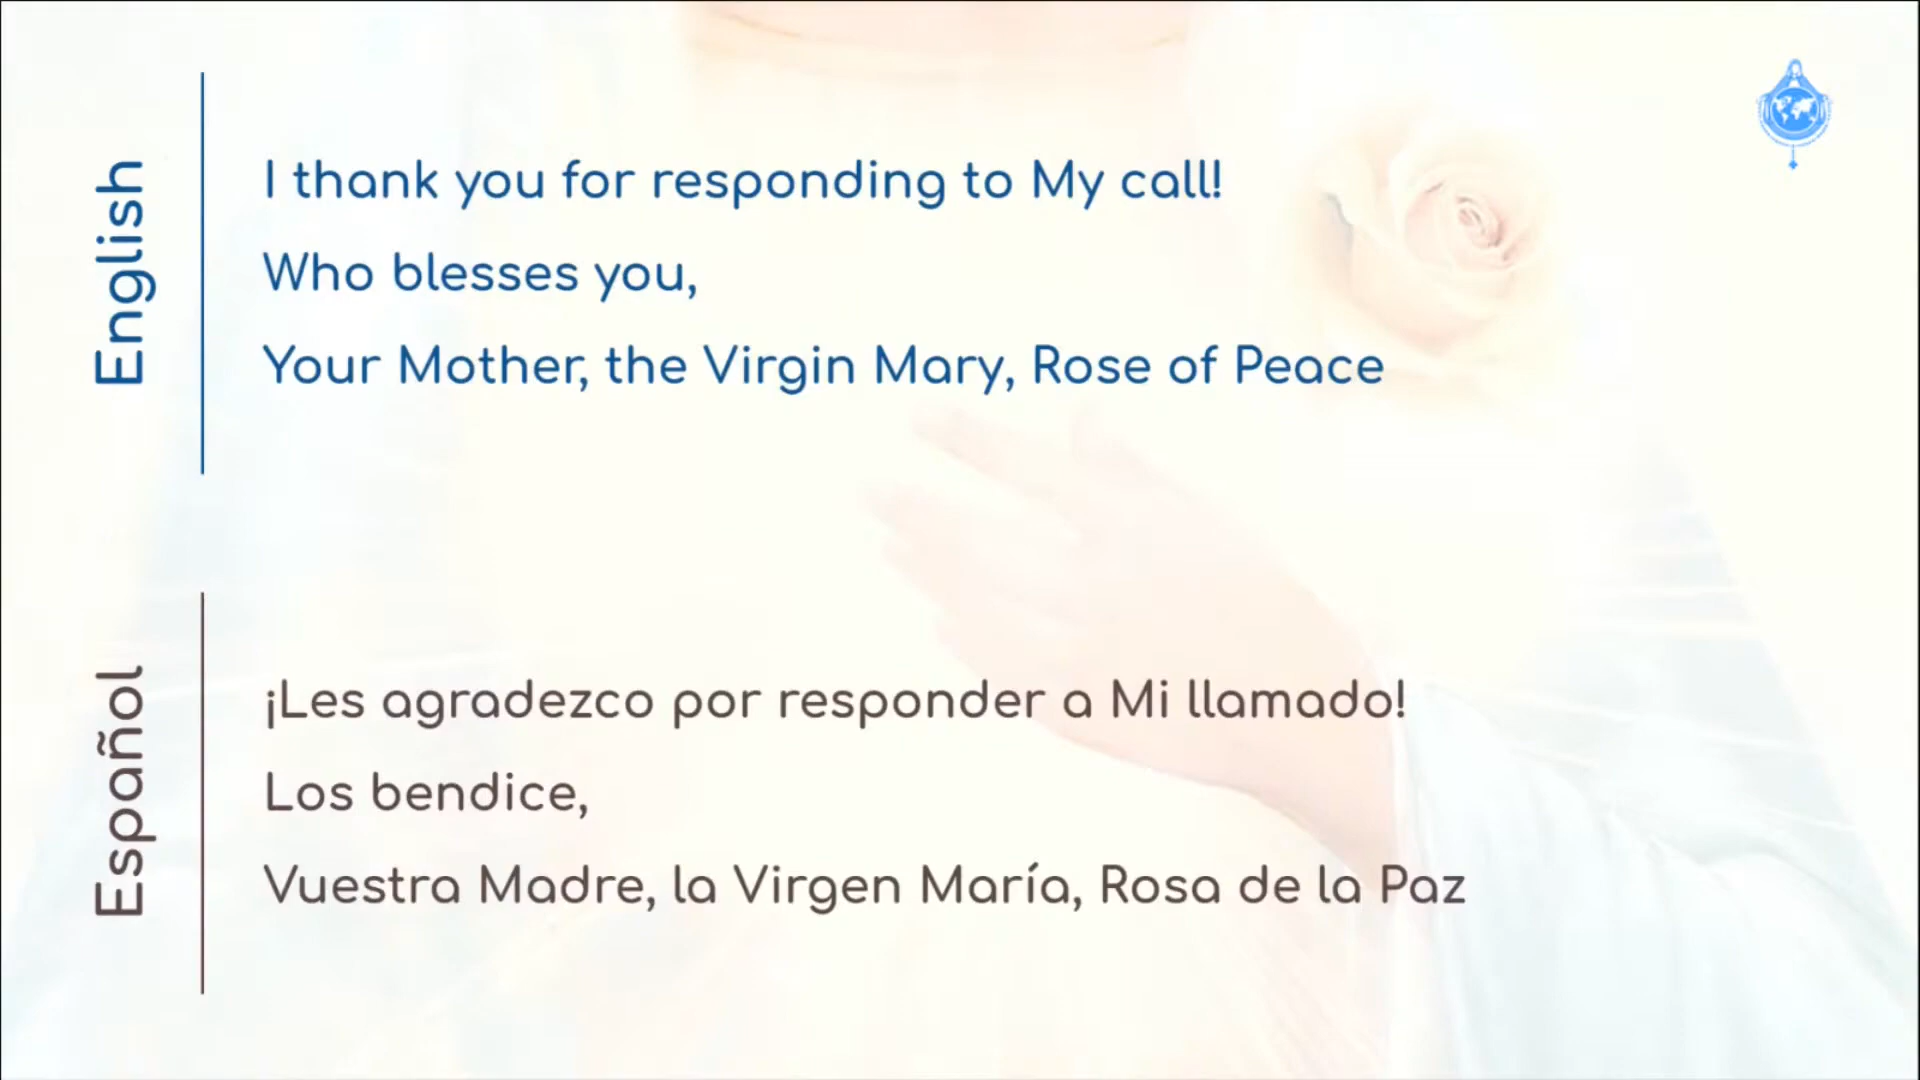 English
I thank you for responding to My call!
Who blesses you,
Your Mother, the Virgin Mary, Rose of Peace
Español
¡Les agradezco por responder a Mi llamado!
Los bendice,
Vuestra Madre, la Virgen María, Rosa de la Paz